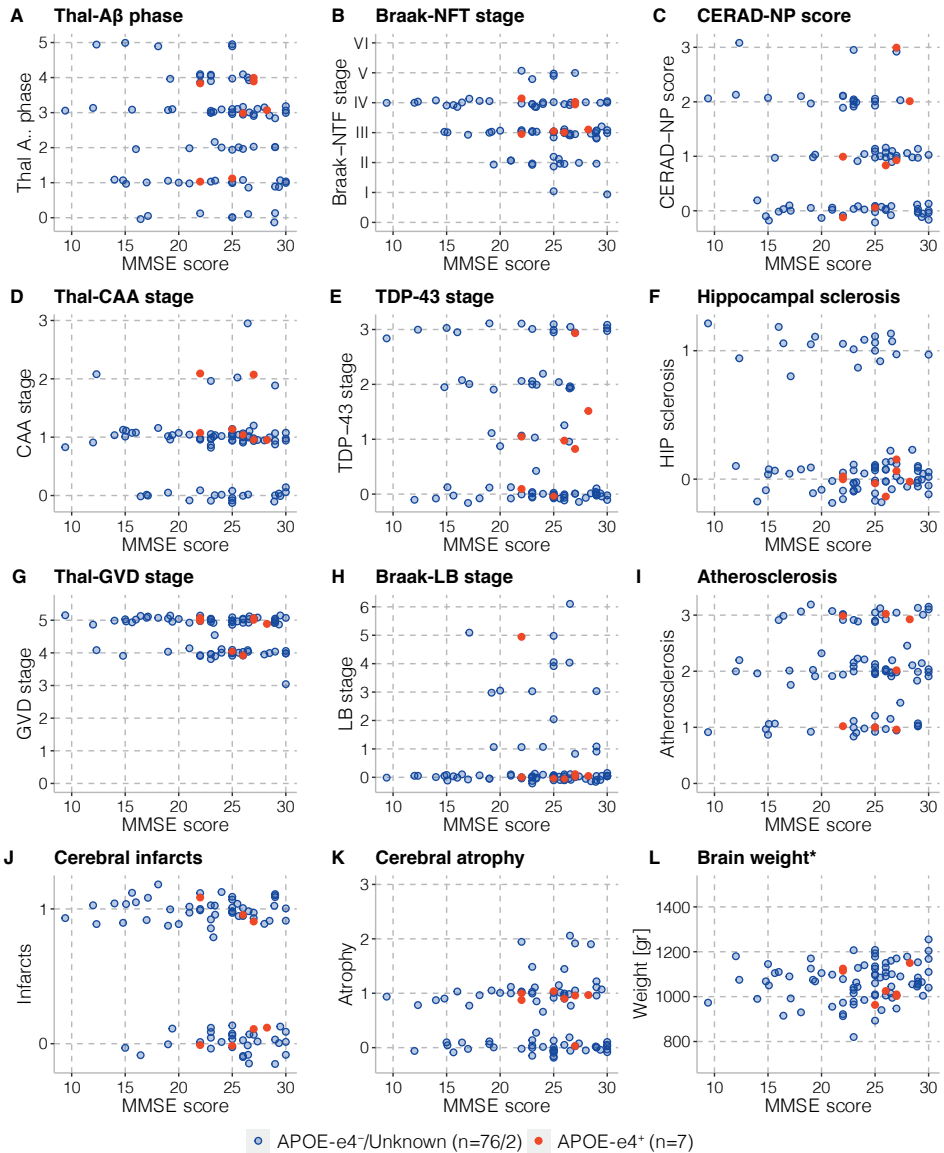 A Thal-Aβ phase
Thal A.. phase
5
4
3
2
1
0
10 15 20 25 30
MMSE score
B Braak-NFT stage
Braak−NTF stage
VI
V
IV
III
II
I
0
10 15 20 25 30
MMSE score
C CERAD-NP score
CERAD−NP score
3
2
1
0
10 15 20 25 30
MMSE score
D Thal-CAA stage
CAA stage
3
2
1
0
10 15 20 25 30
MMSE score
E TDP-43 stage
TDP−43 stage
3
2
1
0
10 15 20 25 30
MMSE score
F Hippocampal sclerosis
HIP sclerosis
1
0
10 15 20 25 30
MMSE score
G Thal-GVD stage
GVD stage
5
4
3
2
1
0
10 15 20 25 30
MMSE score
H Braak-LB stage
LB stage
6
5
4
3
2
1
0
10 15 20 25 30
MMSE score
I Atherosclerosis
Atherosclerosis
3
2
1
0
10 15 20 25 30
MMSE score
J Cerebral infarcts
Infarcts
1
0
10 15 20 25 30
MMSE score
K Cerebral atrophy
Atrophy
3
2
1
0
10 15 20 25 30
MMSE score
L Brain weight*
Weight [gr]
1400
1200
1000
800
10 15 20 25 30
MMSE score
APOE-e4⁻/Unknown (n=76/2) APOE-e4⁺ (n=7)